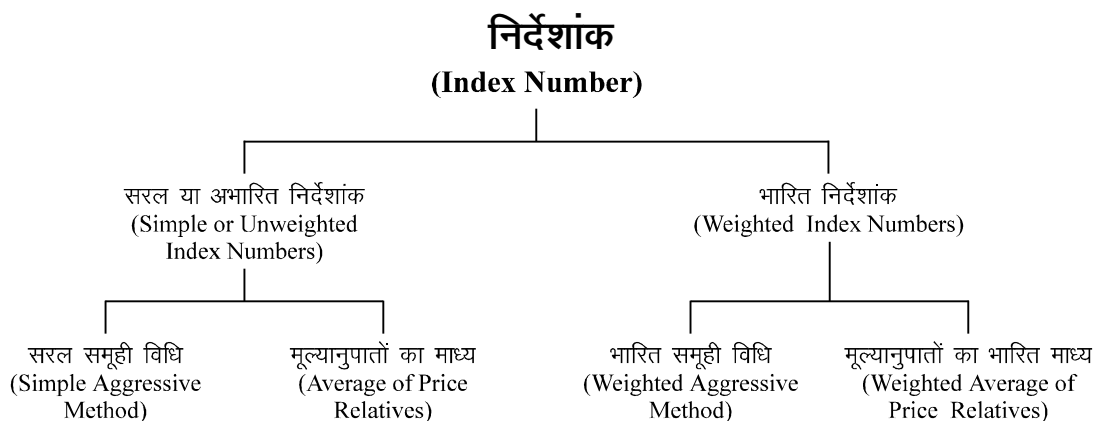 निर्देशांक
(Index Number)
सरल या अभारित निर्देशांक
(Simple or Unweighted
Index Numbers)
भारित निर्देशांक
(Weighted Index Numbers)
सरल समूही विधि
(Simple Aggressive
Method)
मूल्यानुपातों का माध्य
(Average of Price
Relatives)
भारित समूही विधि
(Weighted Aggressive
Method)
मूल्यानुपातों का भारित माध्य
(Weighted Average of
Price Relatives)